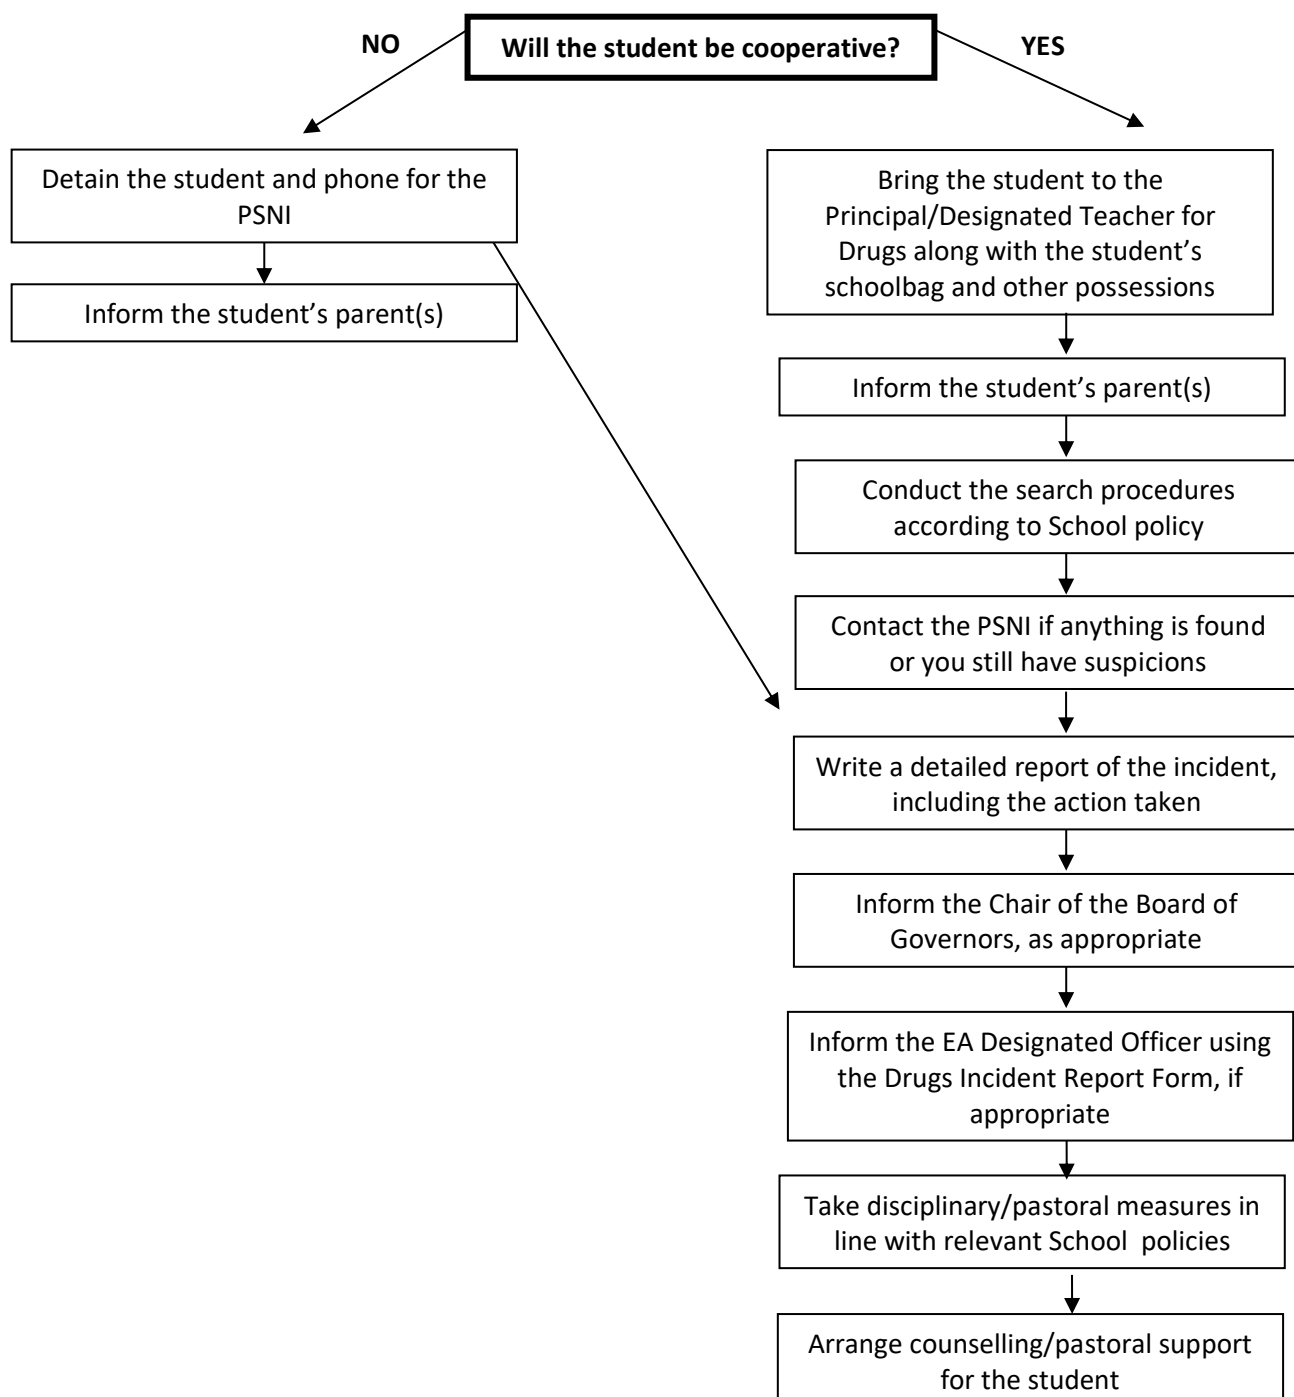 Will the student be cooperative?
NO
YES
Detain the student and phone for the
PSNI
Inform the student’s parent(s)
Bring the student to the
Principal/Designated Teacher for
Drugs along with the student’s
schoolbag and other possessions
Inform the student’s parent(s)
Conduct the search procedures
according to School policy
Contact the PSNI if anything is found
or you still have suspicions
Write a detailed report of the incident,
including the action taken
Inform the Chair of the Board of
Governors, as appropriate
Inform the EA Designated Officer using
the Drugs Incident Report Form, if
appropriate
Take disciplinary/pastoral measures in
line with relevant School  policies
Arrange counselling/pastoral support
for the student